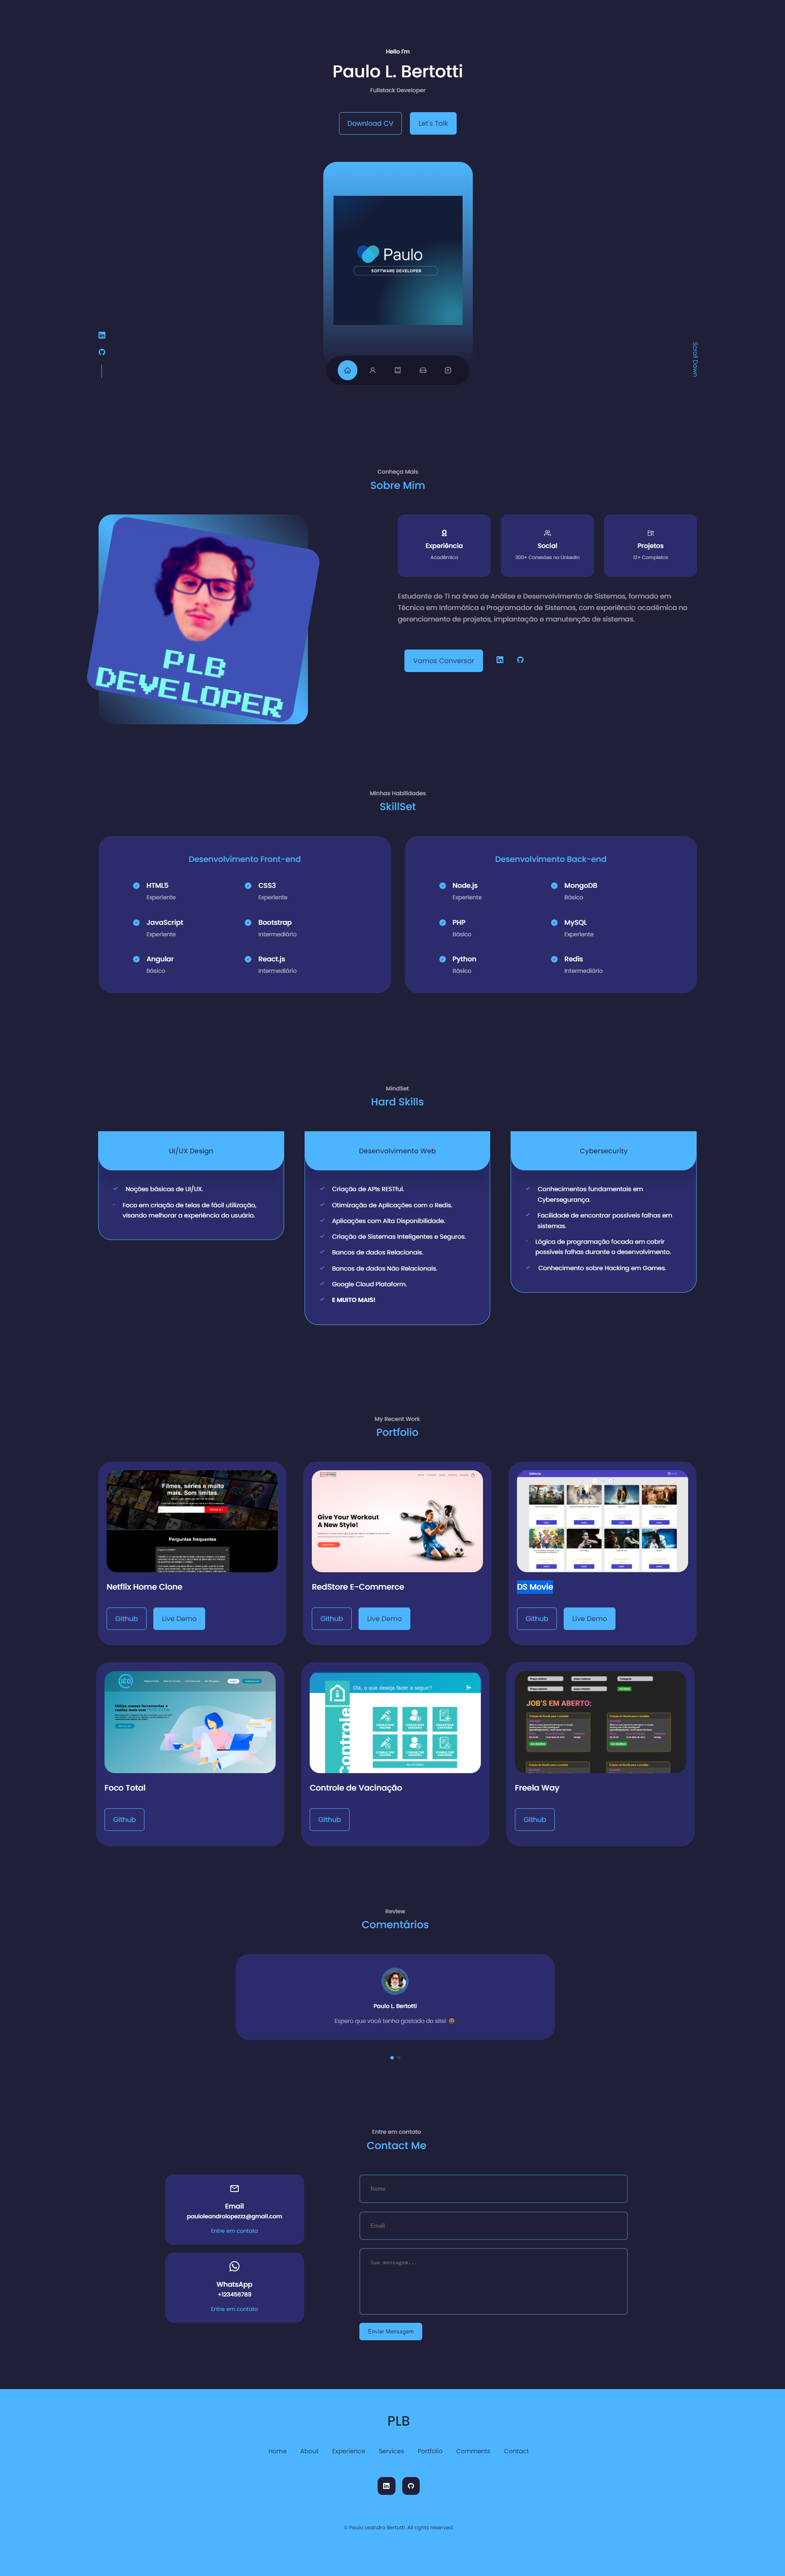 Hello I'm
Paulo L. Bertotti
Fullstack Developer
Download CV
Let's Talk
Paulo
SOFTWARE DEVELOPER
Scroll Down
Conheça Mais
Sobre Mim
PLB
DEVELOPER
Experiência
Acadêmica
Social
300+ Conexões no LinkedIn
Projetos
12+ Completos
Estudante de TI na área de Análise e Desenvolvimento de Sistemas, formado em
Técnico em Informática e Programador de Sistemas, com experiência acadêmica no
gerenciamento de projetos, implantação e manutenção de sistemas.
Vamos Conversar
Minhas Habilidades
SkillSet
Desenvolvimento Front-end
HTML5
Experiente
CSS3
Experiente
JavaScript
Experiente
Bootstrap
Intermediário
Angular
Básico
React.js
Intermediário
Desenvolvimento Back-end
Node.js
Experiente
MongoDB
Básico
PHP
Básico
MySQL
Experiente
Python
Básico
Redis
Intermediário
MindSet
Hard Skills
UI/UX Design
Noções básicas de UI/UX.
Foco em criação de telas de fácil utilização,
visando melhorar a experiência do usuário.
Desenvolvimento Web
Criação de APIs RESTful.
Otimização de Aplicações com o Redis.
Aplicações com Alta Disponibilidade.
Criação de Sistemas Inteligentes e Seguros.
Bancos de dados Relacionais.
Bancos de dados Não Relacionais.
Google Cloud Plataform.
E MUITO MAIS!
Cybersecurity
Conhecimentos fundamentais em
Cybersegurança.
Facilidade de encontrar possíveis falhas em
sistemas.
Lógica de programação focada em cobrir
possíveis falhas durante o desenvolvimento.
Conhecimento sobre Hacking em Games.
My Recent Work
Portfolio
Filmes, séries e muito
mais. Sem limites.
Perguntas frequentes
Netflix Home Clone
Github
Live Demo
Give Your Workout
A New Style!
RedStore E-Commerce
Github
Live Demo
DS Movie
Github
Live Demo
Foco Total
Github
Olá, o que deseja fazer a seguir?
Controle
Controle de Vacinação
Github
JOB'S EM ABERTO:
Freela Way
Github
Review
Comentários
Paulo L. Bertotti
Espero que você tenha gostado do site!
Entre em contato
Contact Me
Email
pauloleandrolopezzz@gmail.com
Entre em contato
WhatsApp
+123456789
Entre em contato
Nome
Email
Sua mensagem...
Enviar Mensagem
PLB
Home
About
Experience
Services
Portfolio
Comments
Contact
© Paulo Leandro Bertotti. All rights reserved.